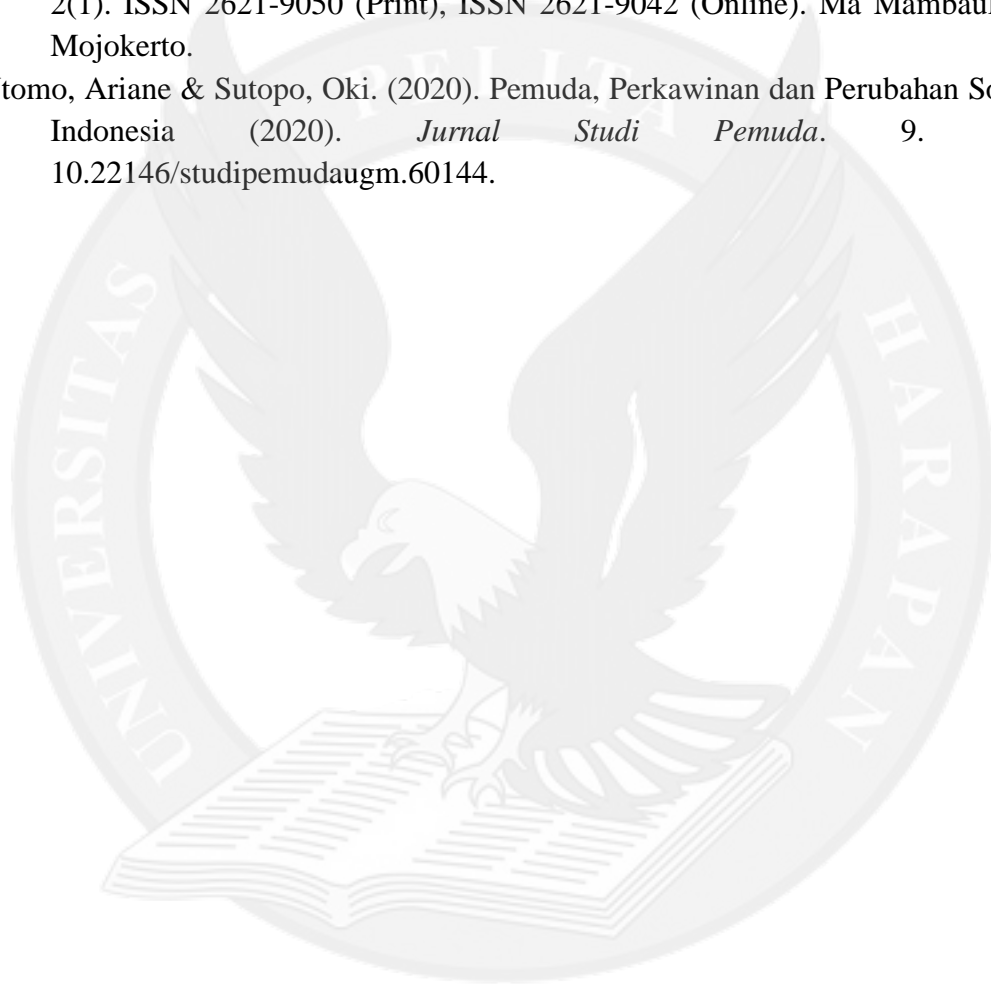 2(1). ISSN 2621-9050 (Print), ISSN 2621-9042 (Online). Ma Mambaul
Mojokerto.
tomo, Ariane & Sutopo, Oki. (2020). Pemuda, Perkawinan dan Perubahan So
Indonesia (2020). Jurnal Studi Pemuda. 9.
10.22146/studipemudaugm.60144.
UNIVERSITAS PELITA HARAPAN